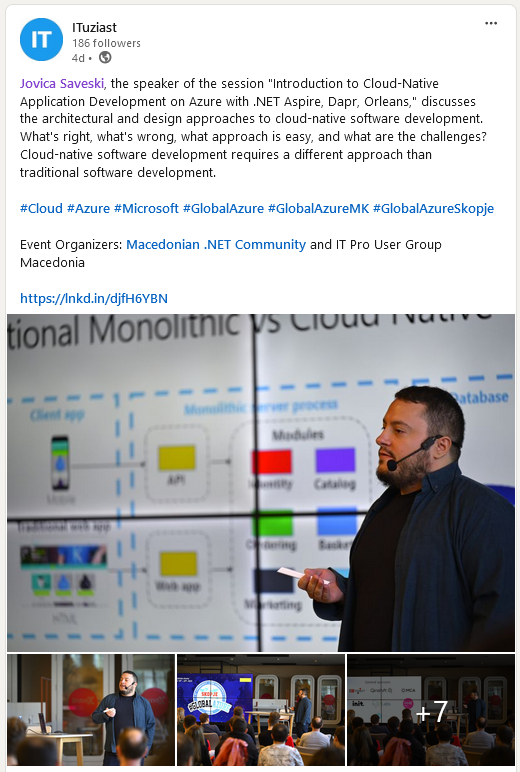 IT
ITuziast
186 followers
4d •
Jovica Saveski, the speaker of the session "Introduction to Cloud-Native
Application Development on Azure with .NET Aspire, Dapr, Orleans," discusses
the architectural and design approaches to cloud-native software development.
What's right, what's wrong, what approach is easy, and what are the challenges?
Cloud-native software development requires a different approach than
traditional software development.
#Cloud #Azure #Microsoft #GlobalAzure #GlobalAzureMK #GlobalAzureSkopje
Event Organizers: Macedonian .NET Community and IT Pro User Group
Macedonia
https://lnkd.in/djfH6YBN
tional Monolithic vs Cloud Native
Client app
Monolithic server process
Database
Modules
Mobile
API
Identity
Catalog
Traditional web app
Ordering
Basket
HTML
Web app
Marketing
SKOPJE
#GLOBAL
init
+7